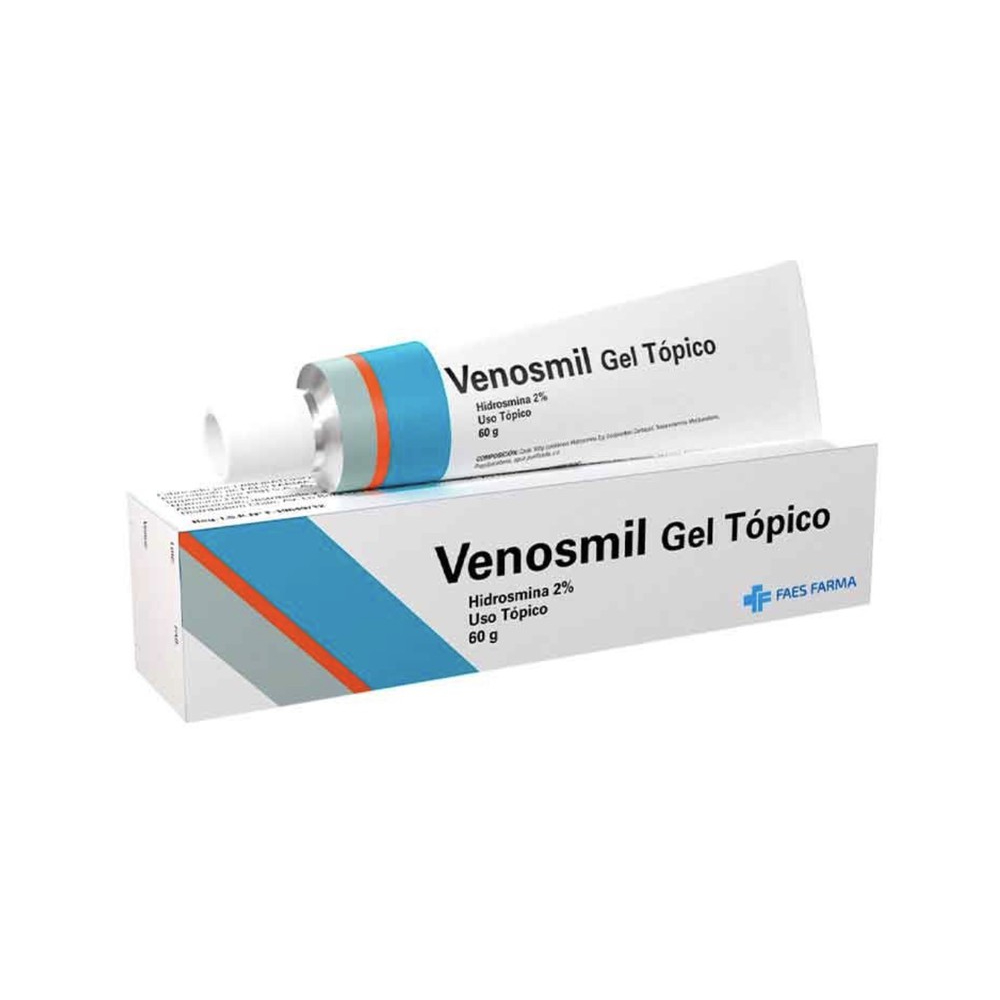 Venosmil Gel Tópico
Hidrosmina 2%
Uso Tópico
60 g
COMPOSICIÓN: Cada
Venosmil Gel Tópico
Hidrosmina 2%
Uso Tópico
60 g
FAES FARMA